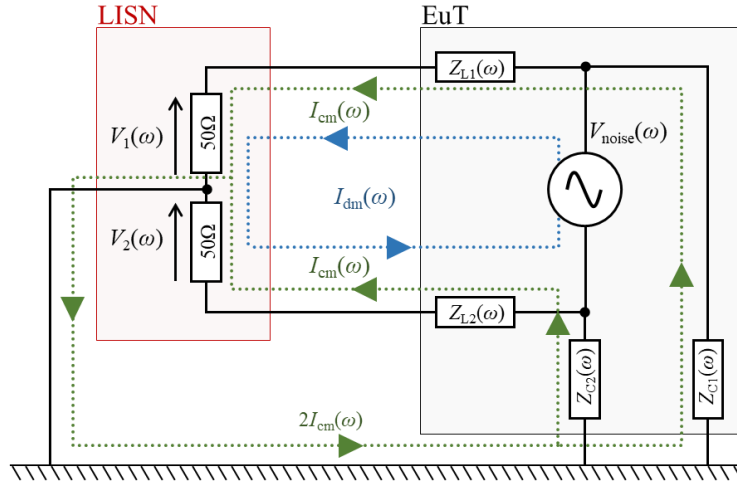 LISN
EuT
Z_L1(ω)
50Ω
I_cm(ω)
V_1(ω)
V_noise(ω)
I_dm(ω)
50Ω
V_2(ω)
I_cm(ω)
Z_L2(ω)
Z_C2(ω)
Z_C1(ω)
2I_cm(ω)